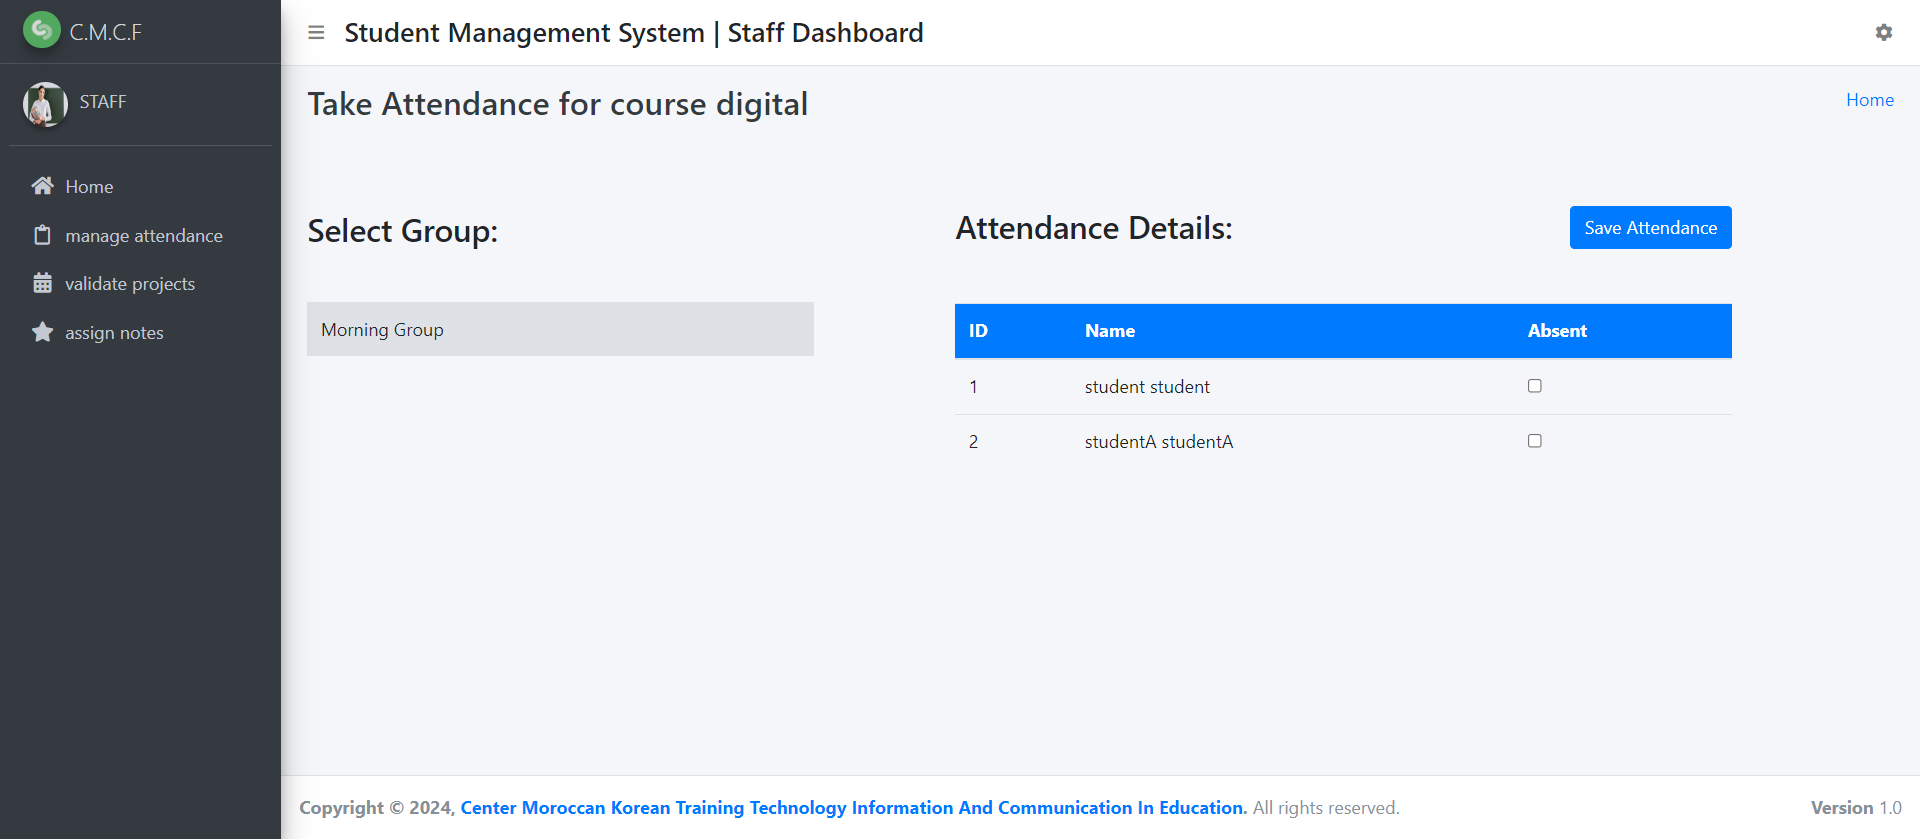 C.M.C.F
STAFF
Home
manage attendance
validate projects
assign notes
Student Management System | Staff Dashboard
Take Attendance for course digital
Home
Select Group:
Morning Group
Attendance Details:
Save Attendance
ID Name Absent
1 student student
2 studentA studentA
Copyright © 2024, Center Moroccan Korean Training Technology Information And Communication In Education. All rights reserved.
Version 1.0